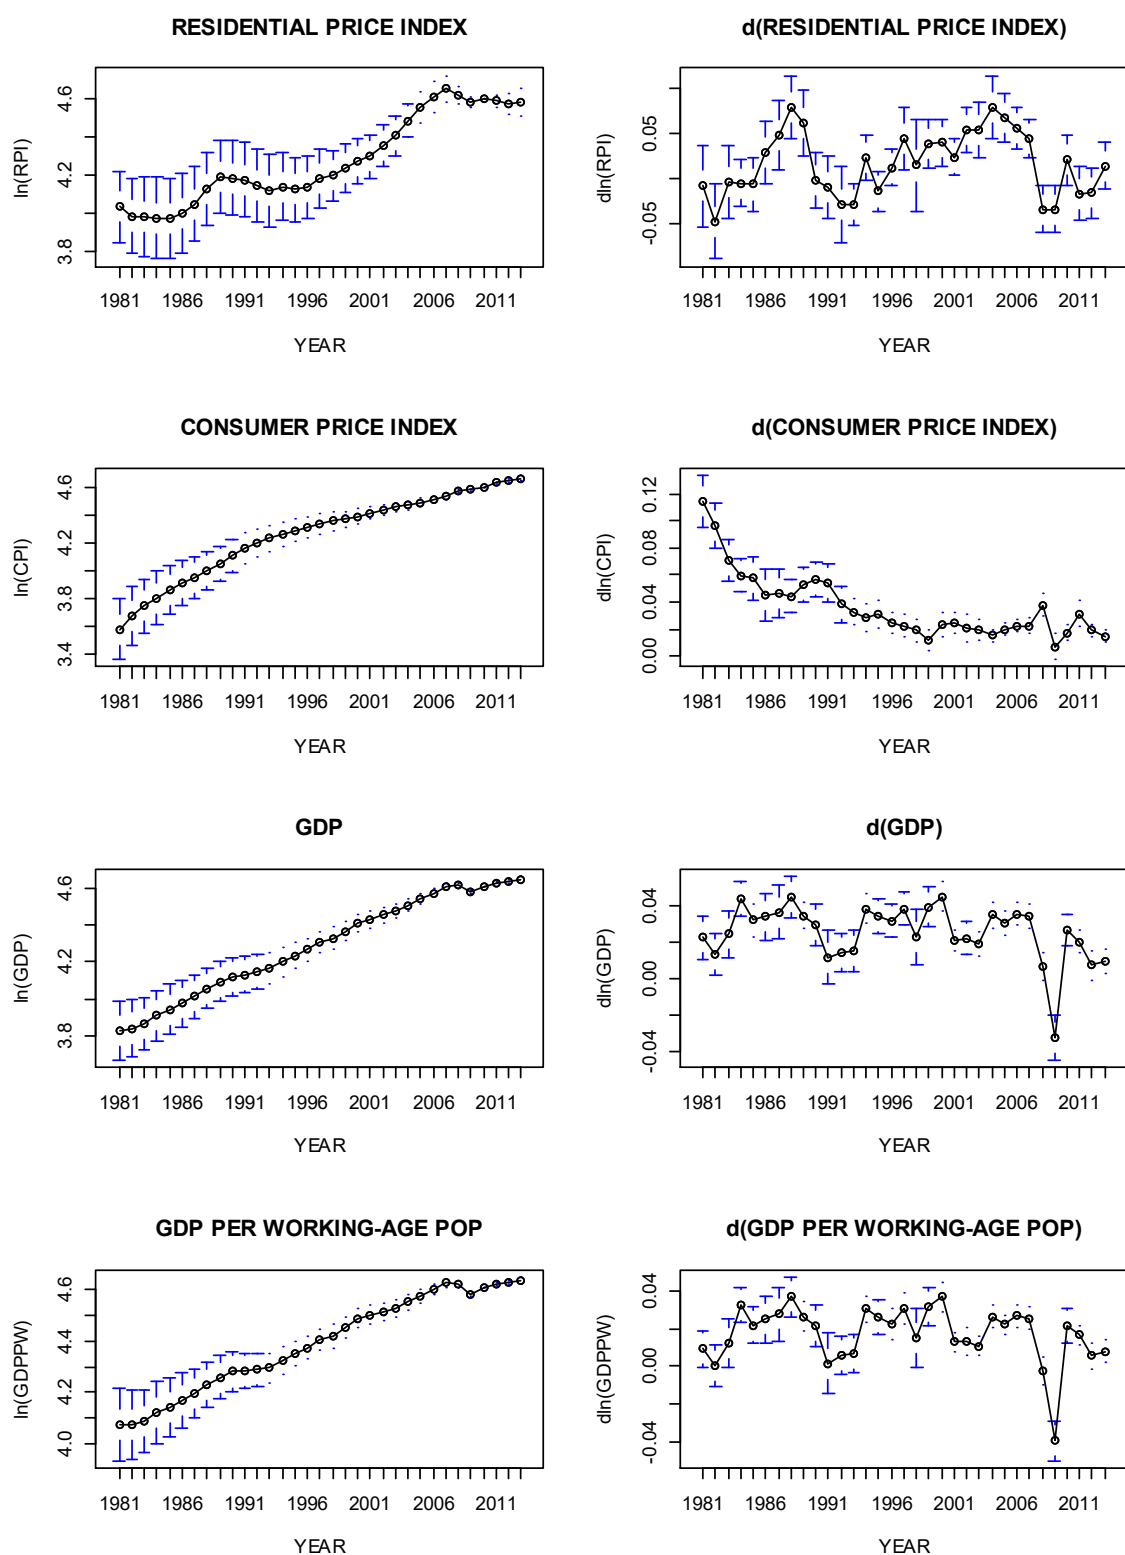 RESIDENTIAL PRICE INDEX
ln(RPI)
4.6
4.2
3.8
1981 1986 1991 1996 2001 2006 2011
YEAR
d(RESIDENTIAL PRICE INDEX)
dln(RPI)
0.05
-0.05
1981 1986 1991 1996 2001 2006 2011
YEAR
CONSUMER PRICE INDEX
ln(CPI)
4.6
4.2
3.8
3.4
1981 1986 1991 1996 2001 2006 2011
YEAR
d(CONSUMER PRICE INDEX)
dln(CPI)
0.12
0.08
0.04
0.00
1981 1986 1991 1996 2001 2006 2011
YEAR
GDP
ln(GDP)
4.6
4.2
3.8
1981 1986 1991 1996 2001 2006 2011
YEAR
d(GDP)
dln(GDP)
0.04
0.00
-0.04
1981 1986 1991 1996 2001 2006 2011
YEAR
GDP PER WORKING-AGE POP
ln(GDPPW)
4.6
4.4
4.2
4.0
1981 1986 1991 1996 2001 2006 2011
YEAR
d(GDP PER WORKING-AGE POP)
dln(GDPPW)
0.04
0.00
-0.04
1981 1986 1991 1996 2001 2006 2011
YEAR